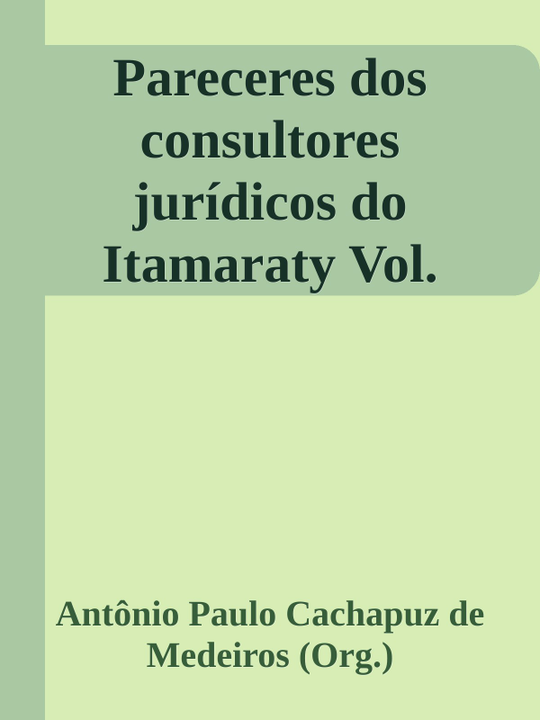 Pareceres dos
consultores
jurídicos do
Itamaraty Vol.
Antônio Paulo Cachapuz de
Medeiros (Org.)